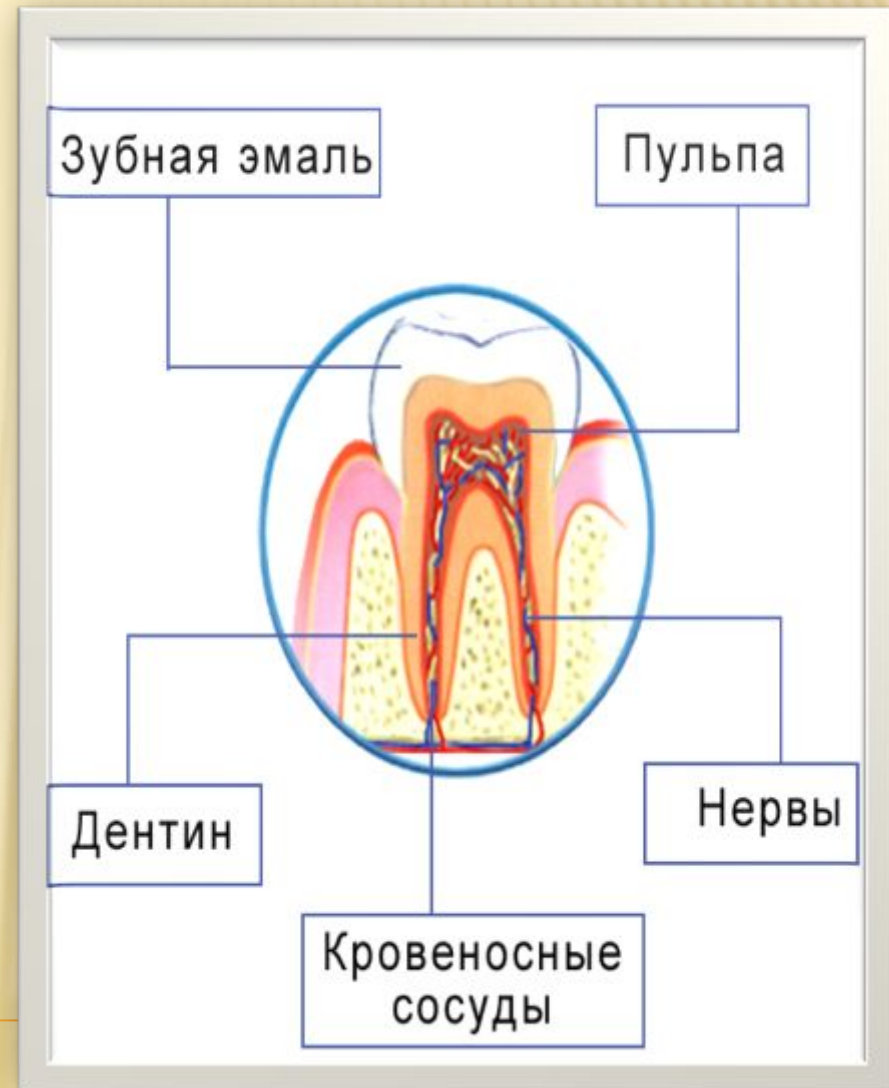 Зубная эмаль
Пульпа
Дентин
Нервы
Кровеносные
сосуды